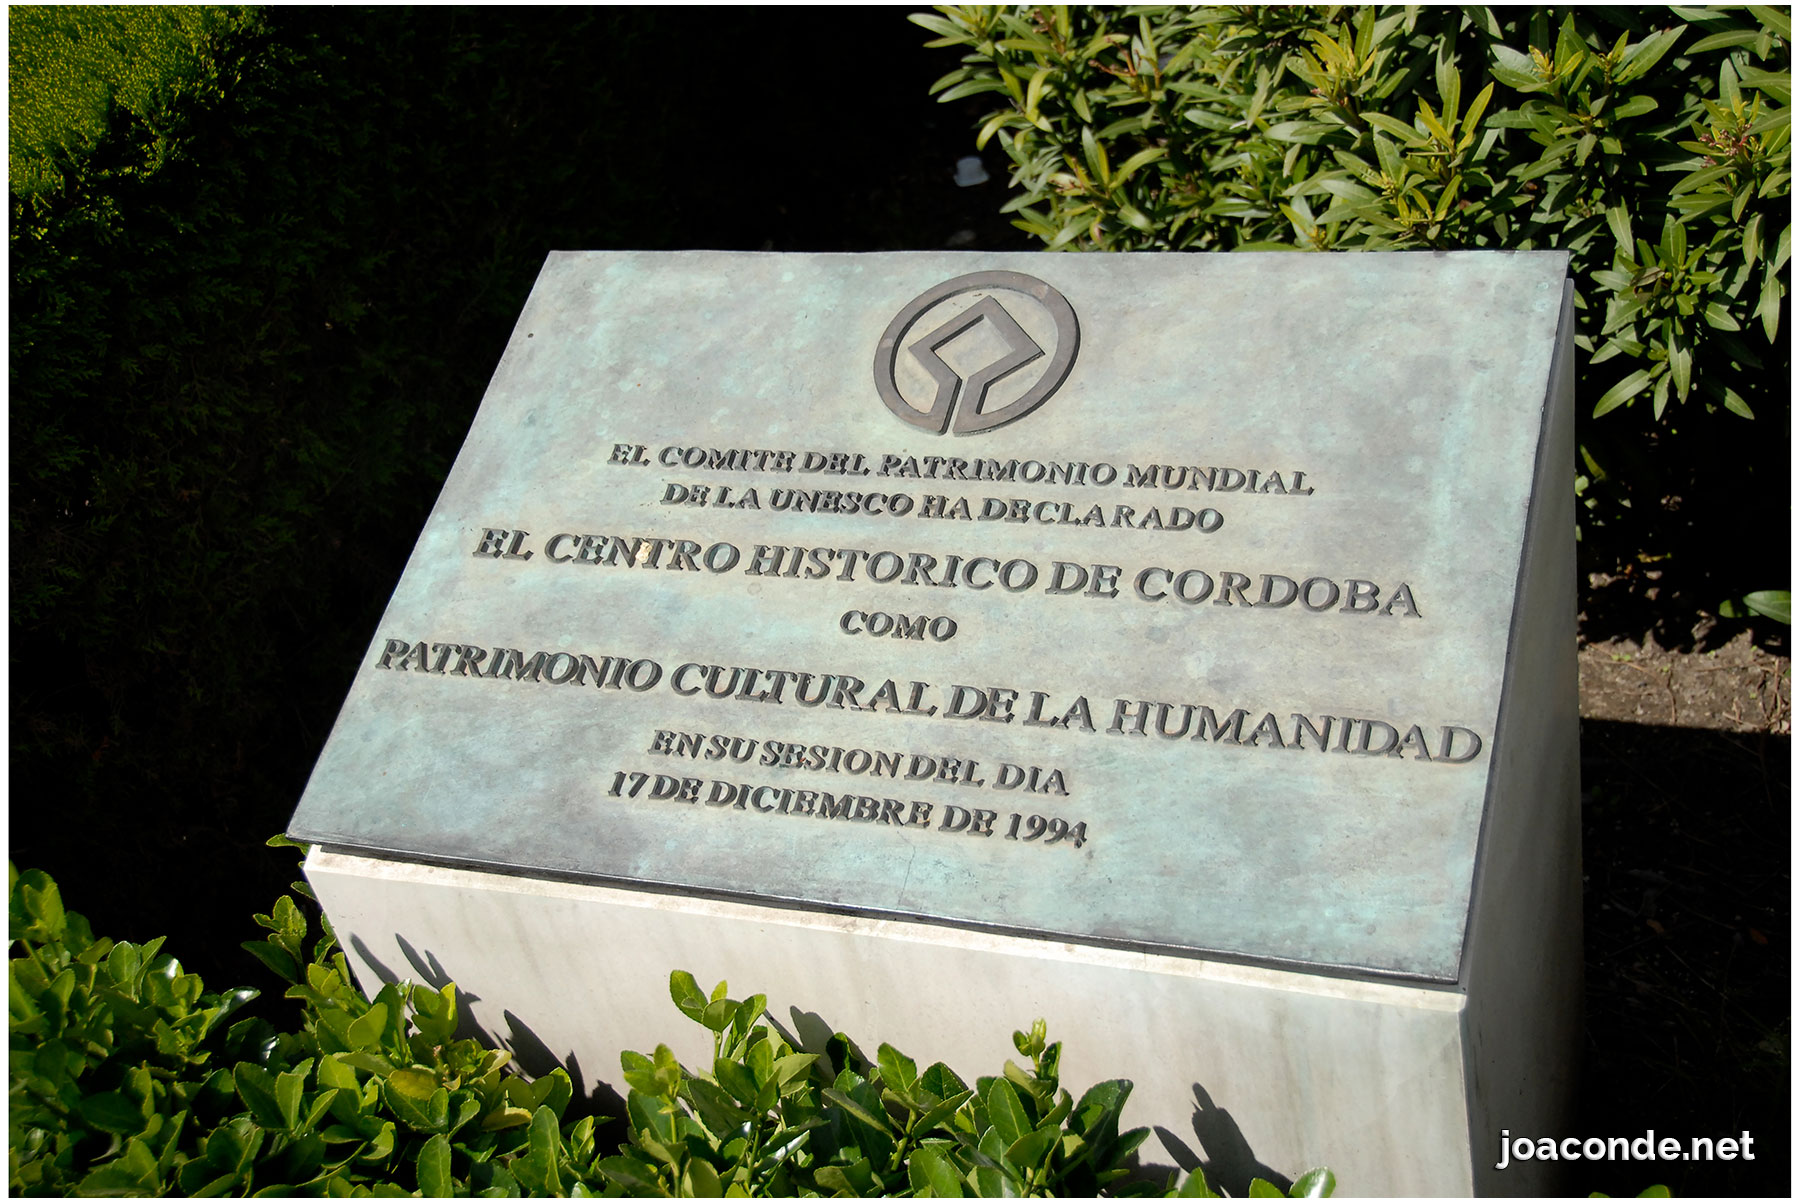 EL COMITE DEL PATRIMONIO MUNDIAL
DE LA UNESCO HA DECLARADO
EL CENTRO HISTORICO DE CORDOBA
COMO
PATRIMONIO CULTURAL DE LA HUMANIDAD
EN SU SESION DEL DIA
17 DE DICIEMBRE DE 1994
joaconde.net